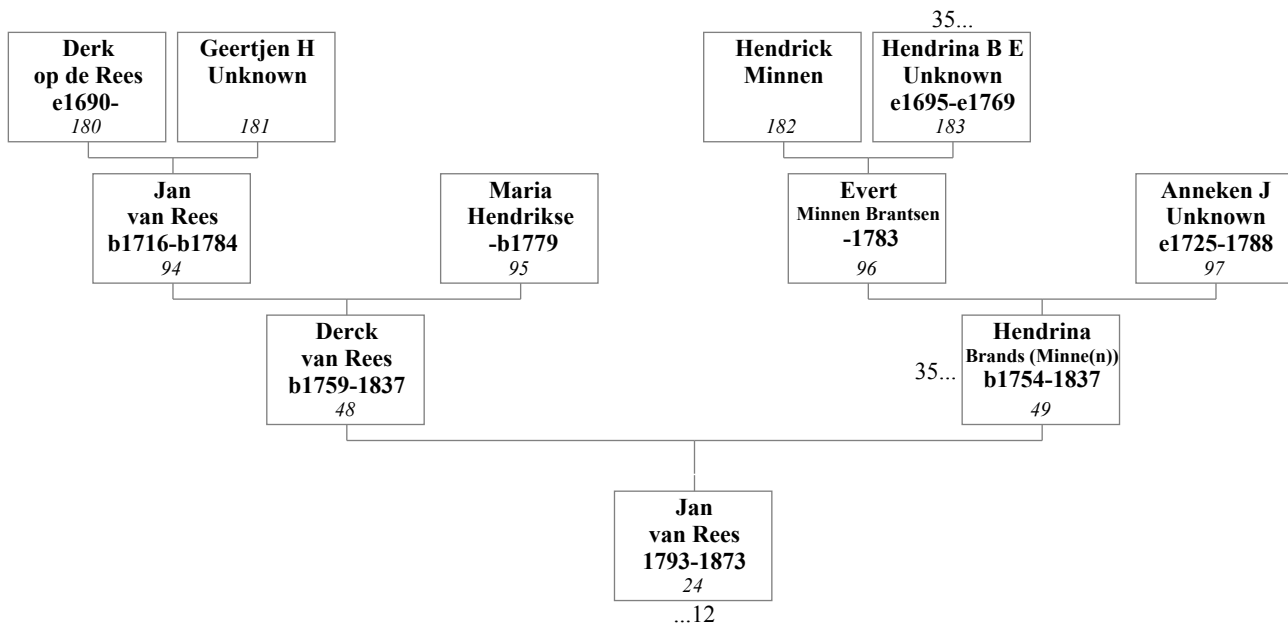 35...
Derk
op de Rees
e1690-
180
Geertjen H
Unknown
181
Hendrick
Minnen
182
Hendrina B E
Unknown
e1695-e1769
183
Jan
van Rees
b1716-b1784
94
Maria
Hendrikse
-b1779
95
Evert
Minnen Brantsen
-1783
96
Anneken J
Unknown
e1725-1788
97
Derck
van Rees
b1759-1837
48
35...
Hendrina
Brands (Minne(n))
b1754-1837
49
Jan
van Rees
1793-1873
24
...12